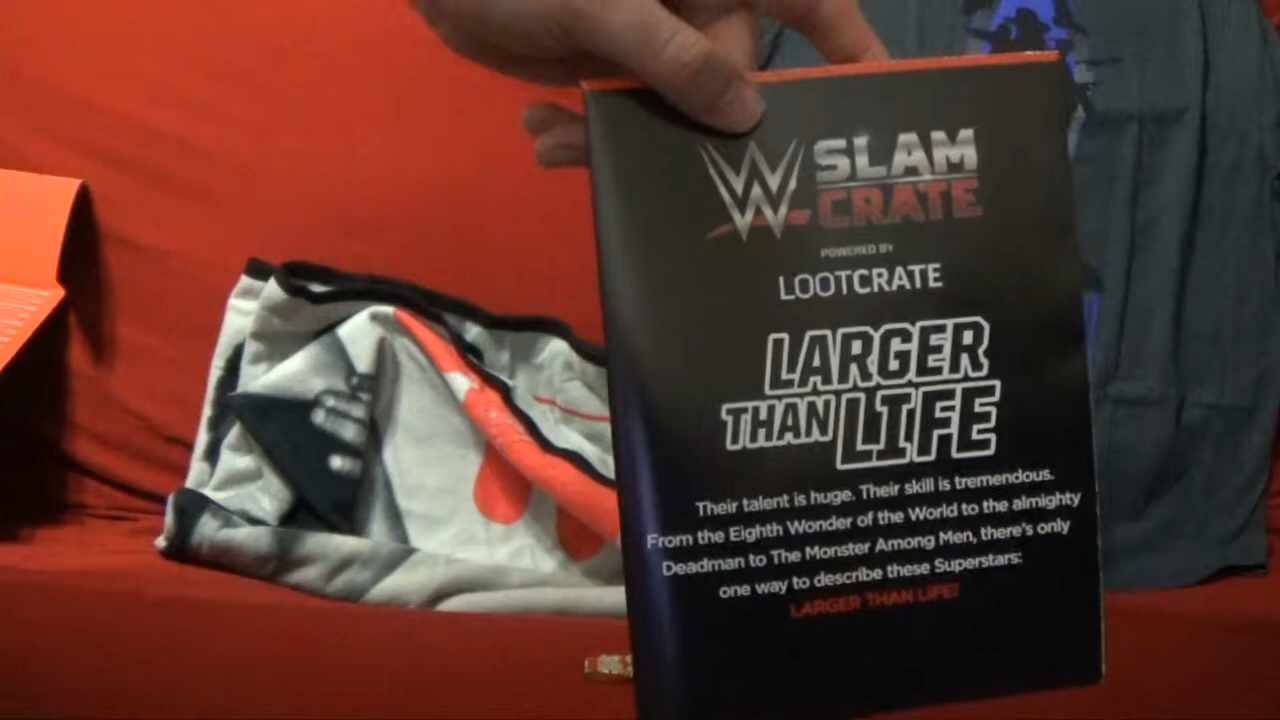 W SLAM
CRATE
POWERED BY
LOOTCRATE
LARGER
THAN LIFE
Their talent is huge. Their skill is tremendous.
From the Eighth Wonder of the World to the almighty
Deadman to The Monster Among Men, there's only
one way to describe these Superstars:
LARGER THAN LIFE!